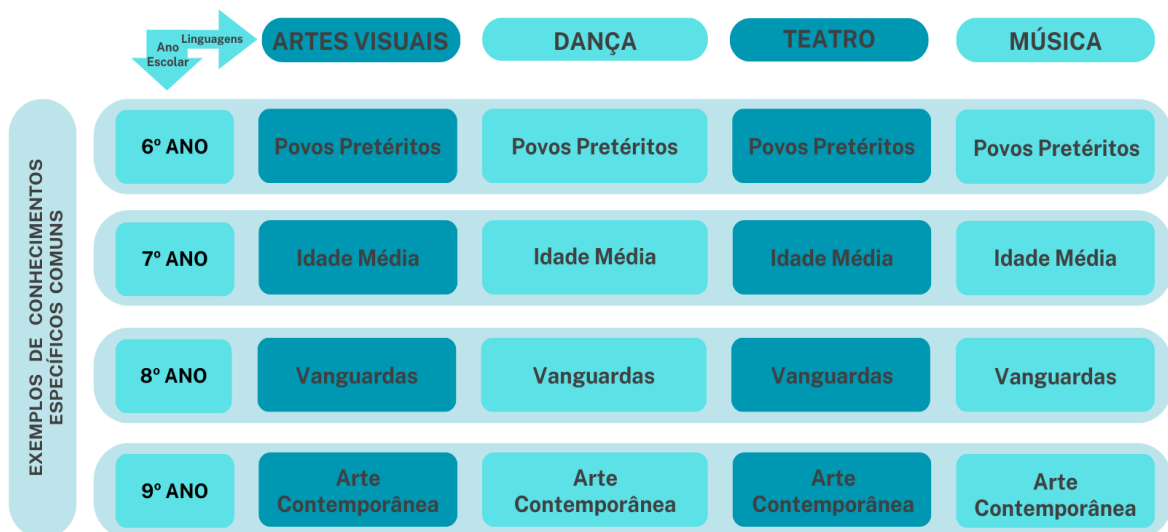 Linguagens
Ano
Escolar
ARTES VISUAIS
DANÇA
TEATRO
MÚSICA
EXEMPLOS DE CONHECIMENTOS
ESPECÍFICOS COMUNS
6º ANO
Povos Pretéritos
Povos Pretéritos
Povos Pretéritos
Povos Pretéritos
7º ANO
Idade Média
Idade Média
Idade Média
Idade Média
8º ANO
Vanguardas
Vanguardas
Vanguardas
Vanguardas
9º ANO
Arte
Contemporânea
Arte
Contemporânea
Arte
Contemporânea
Arte
Contemporânea